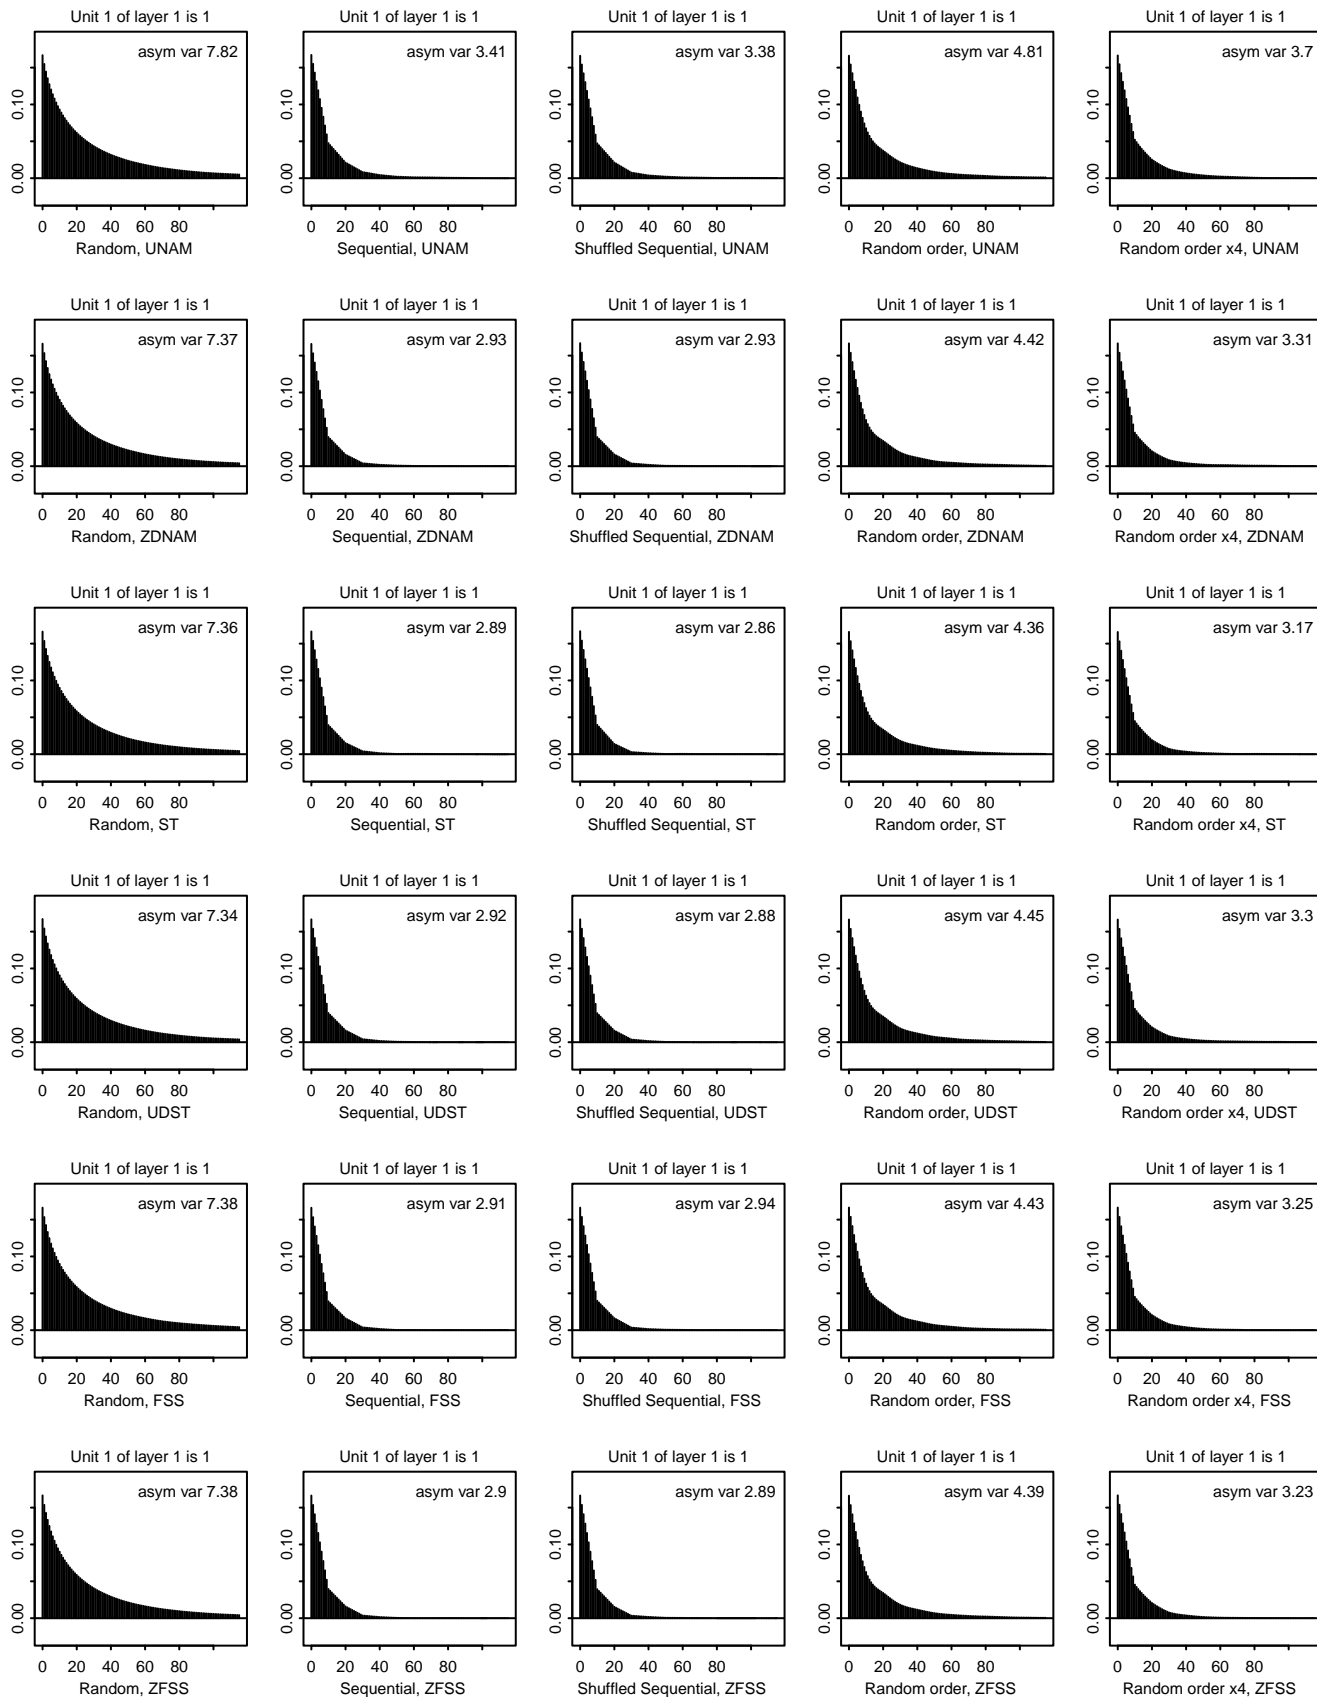 Unit 1 of layer 1 is 1 Unit 1 of layer 1 is 1 Unit 1 of layer 1 is 1 Unit 1 of layer 1 is 1 Unit 1 of layer 1 is 1
asym var 7.82 asym var 3.41 asym var 3.38 asym var 4.81 asym var 3.7
0.10 0.10 0.10 0.10 0.10
0.00 0.00 0.00 0.00 0.00
0 20 40 60 80 0 20 40 60 80 0 20 40 60 80 0 20 40 60 80 0 20 40 60 80
Random, UNAM Sequential, UNAM Shuffled Sequential, UNAM Random order, UNAM Random order x4, UNAM
Unit 1 of layer 1 is 1 Unit 1 of layer 1 is 1 Unit 1 of layer 1 is 1 Unit 1 of layer 1 is 1 Unit 1 of layer 1 is 1
asym var 7.37 asym var 2.93 asym var 2.93 asym var 4.42 asym var 3.31
0.10 0.10 0.10 0.10 0.10
0.00 0.00 0.00 0.00 0.00
0 20 40 60 80 0 20 40 60 80 0 20 40 60 80 0 20 40 60 80 0 20 40 60 80
Random, ZDNAM Sequential, ZDNAM Shuffled Sequential, ZDNAM Random order, ZDNAM Random order x4, ZDNAM
Unit 1 of layer 1 is 1 Unit 1 of layer 1 is 1 Unit 1 of layer 1 is 1 Unit 1 of layer 1 is 1 Unit 1 of layer 1 is 1
asym var 7.36 asym var 2.89 asym var 2.86 asym var 4.36 asym var 3.17
0.10 0.10 0.10 0.10 0.10
0.00 0.00 0.00 0.00 0.00
0 20 40 60 80 0 20 40 60 80 0 20 40 60 80 0 20 40 60 80 0 20 40 60 80
Random, ST Sequential, ST Shuffled Sequential, ST Random order, ST Random order x4, ST
Unit 1 of layer 1 is 1 Unit 1 of layer 1 is 1 Unit 1 of layer 1 is 1 Unit 1 of layer 1 is 1 Unit 1 of layer 1 is 1
asym var 7.34 asym var 2.92 asym var 2.88 asym var 4.45 asym var 3.3
0.10 0.10 0.10 0.10 0.10
0.00 0.00 0.00 0.00 0.00
0 20 40 60 80 0 20 40 60 80 0 20 40 60 80 0 20 40 60 80 0 20 40 60 80
Random, UDST Sequential, UDST Shuffled Sequential, UDST Random order, UDST Random order x4, UDST
Unit 1 of layer 1 is 1 Unit 1 of layer 1 is 1 Unit 1 of layer 1 is 1 Unit 1 of layer 1 is 1 Unit 1 of layer 1 is 1
asym var 7.38 asym var 2.91 asym var 2.94 asym var 4.43 asym var 3.25
0.10 0.10 0.10 0.10 0.10
0.00 0.00 0.00 0.00 0.00
0 20 40 60 80 0 20 40 60 80 0 20 40 60 80 0 20 40 60 80 0 20 40 60 80
Random, FSS Sequential, FSS Shuffled Sequential, FSS Random order, FSS Random order x4, FSS
Unit 1 of layer 1 is 1 Unit 1 of layer 1 is 1 Unit 1 of layer 1 is 1 Unit 1 of layer 1 is 1 Unit 1 of layer 1 is 1
asym var 7.38 asym var 2.9 asym var 2.89 asym var 4.39 asym var 3.23
0.10 0.10 0.10 0.10 0.10
0.00 0.00 0.00 0.00 0.00
0 20 40 60 80 0 20 40 60 80 0 20 40 60 80 0 20 40 60 80 0 20 40 60 80
Random, ZFSS Sequential, ZFSS Shuffled Sequential, ZFSS Random order, ZFSS Random order x4, ZFSS